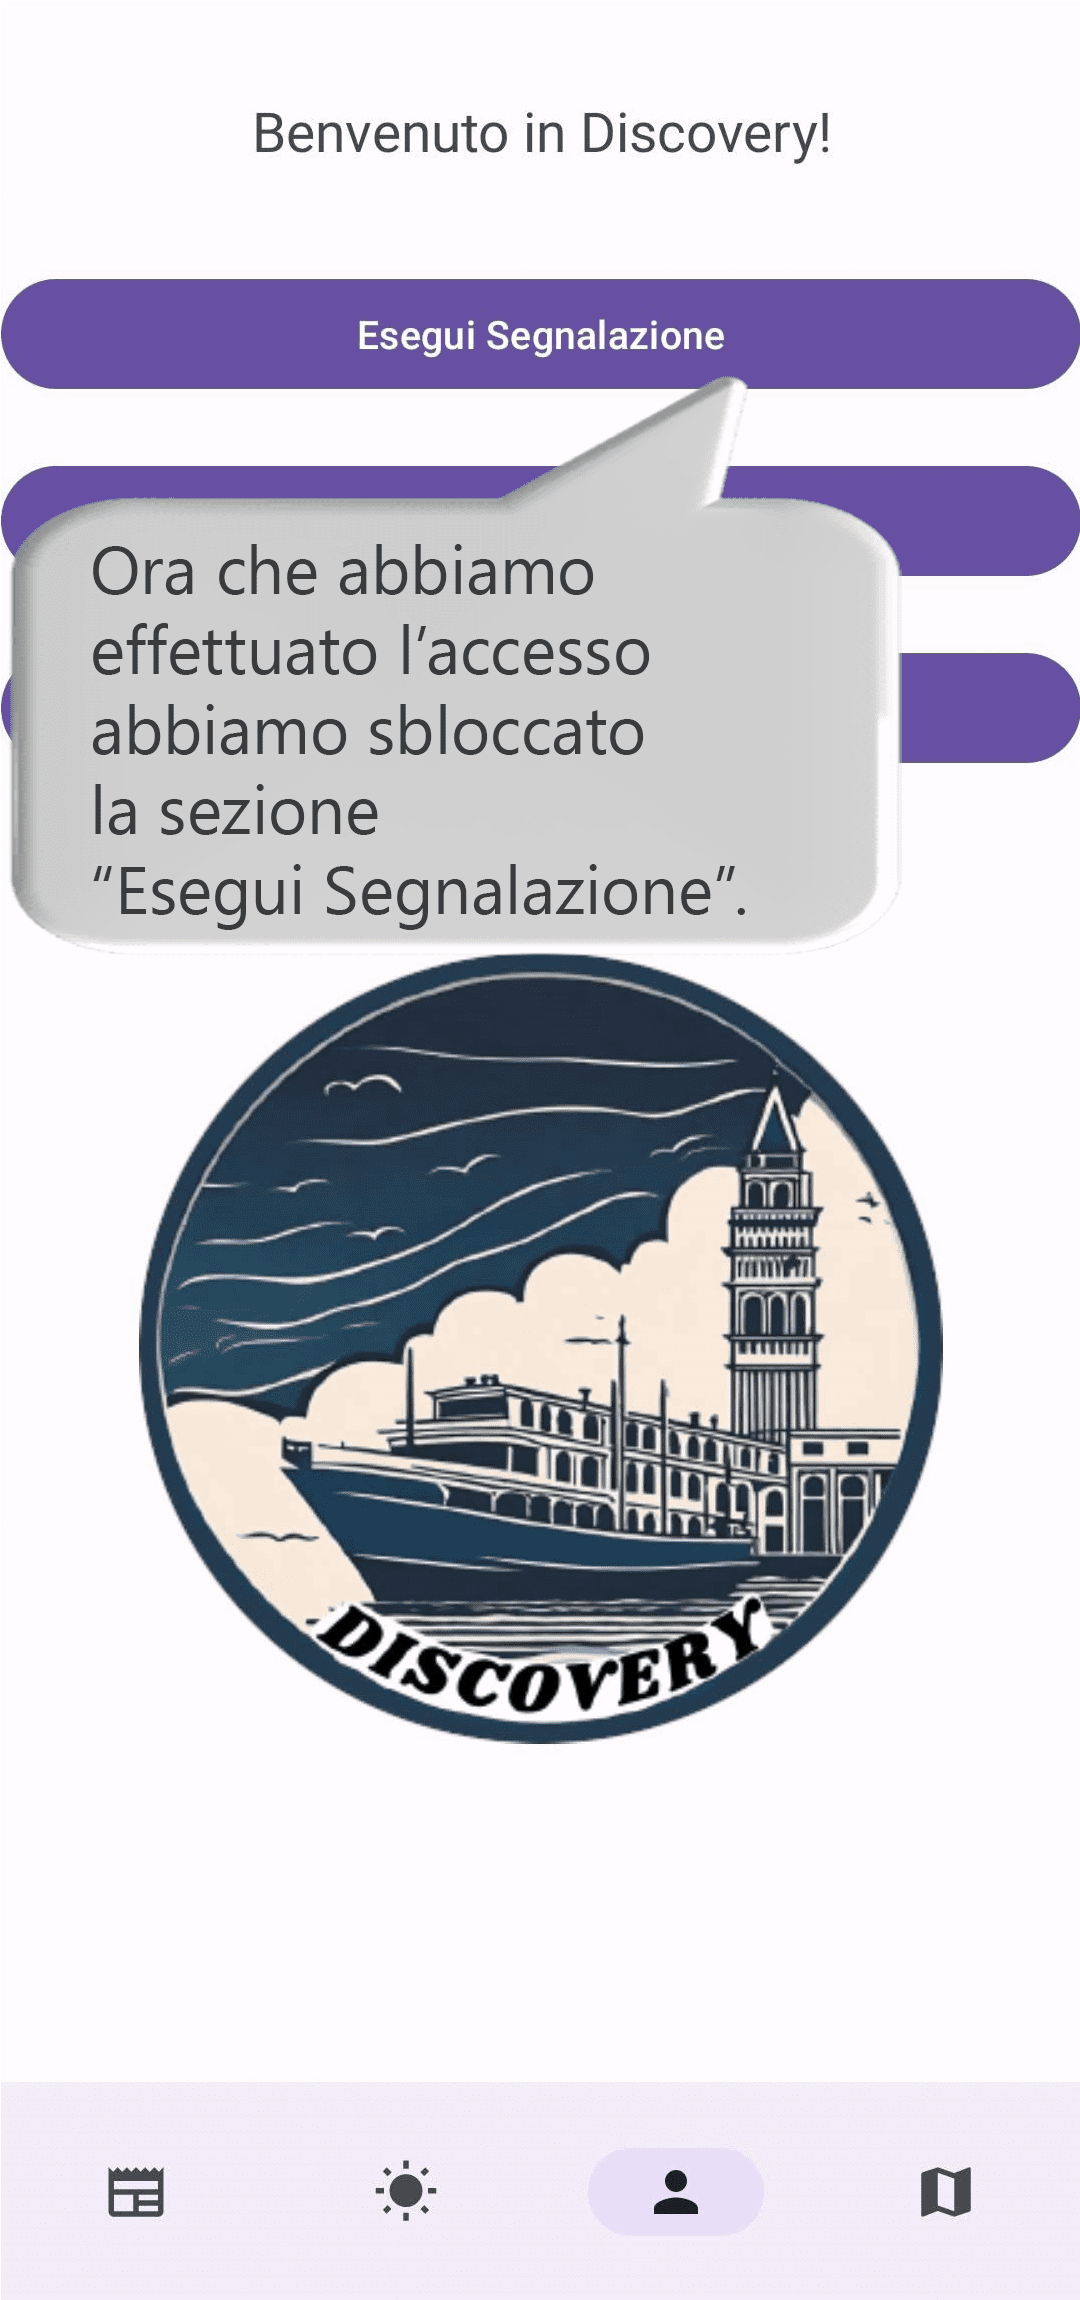 Benvenuto in Discovery!
Esegui Segnalazione
Ora che abbiamo
effettuato l’accesso
abbiamo sbloccato
la sezione
“Esegui Segnalazione”.
DISCOVERY